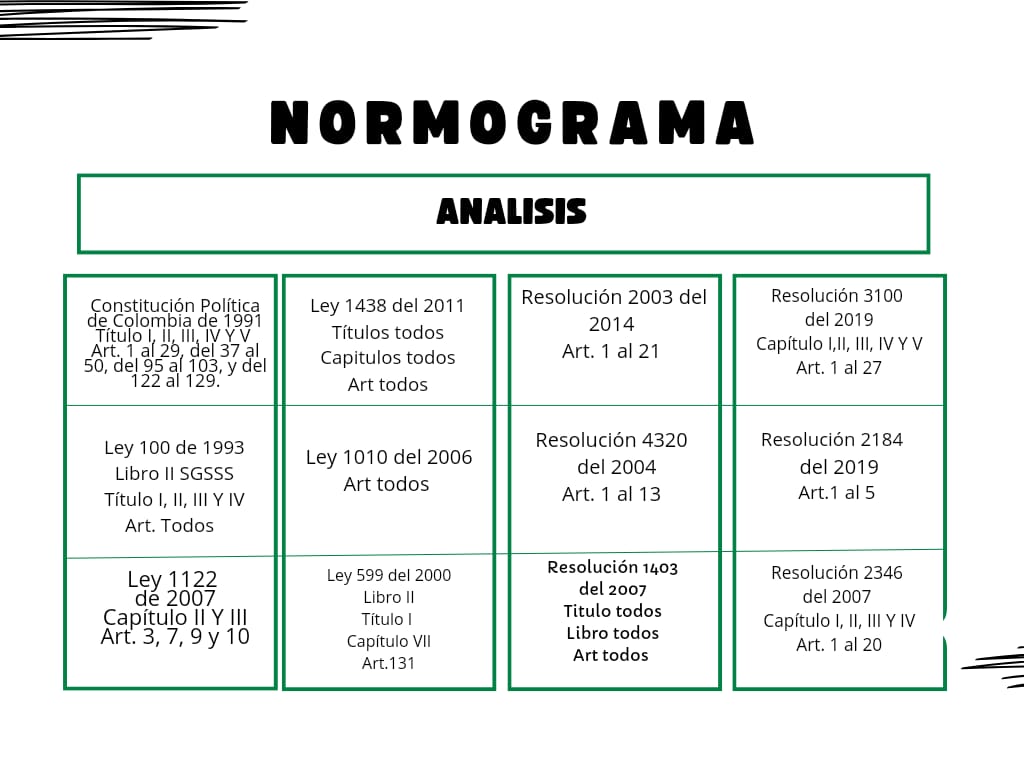 NORMOGRAMA
ANALISIS
Constitución Política
de Colombia de 1991
Título I, II, III, IV Y V
Art. 1 al 29, del 37 al
50, del 95 al 103, y del
122 al 129.
Ley 1438 del 2011
Títulos todos
Capitulos todos
Art todos
Resolución 2003 del
2014
Art. 1 al 21
Resolución 3100
del 2019
Capítulo I,II, III, IV Y V
Art. 1 al 27
Ley 100 de 1993
Libro II SGSSS
Título I, II, III Y IV
Art. Todos
Ley 1010 del 2006
Art todos
Resolución 4320
del 2004
Art. 1 al 13
Resolución 2184
del 2019
Art.1 al 5
Ley 1122
de 2007
Capítulo II Y III
Art. 3, 7, 9 y 10
Ley 599 del 2000
Libro II
Título I
Capítulo VII
Art.131
Resolución 1403
del 2007
Titulo todos
Libro todos
Art todos
Resolución 2346
del 2007
Capítulo I, II, III Y IV
Art. 1 al 20